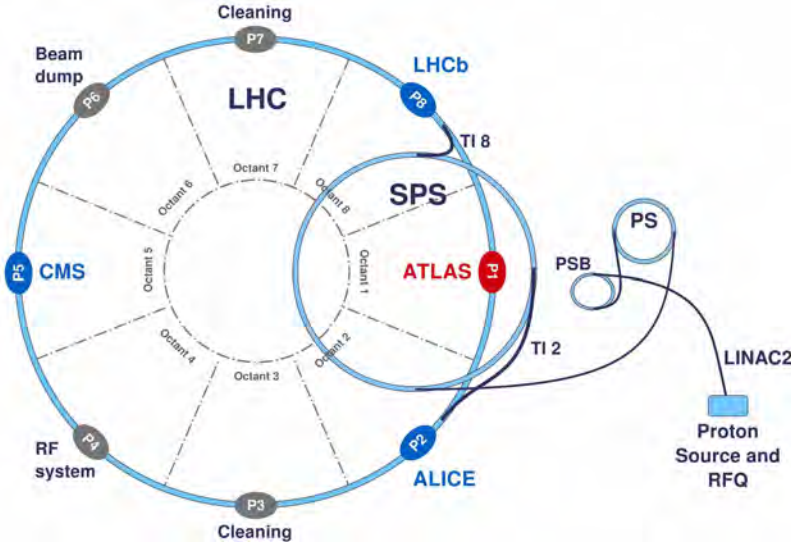 Cleaning
P7
Beam
dump
P6
LHC
LHCb
P8
TI 8
Octant 7
Octant 6
Octant 8
SPS
PS
P5
CMS
Octant 5
Octant 1
ATLAS
P1
PSB
Octant 4
Octant 2
Octant 3
TI 2
LINAC2
RF
system
P4
P2
ALICE
Proton
Source and
RFQ
P3
Cleaning